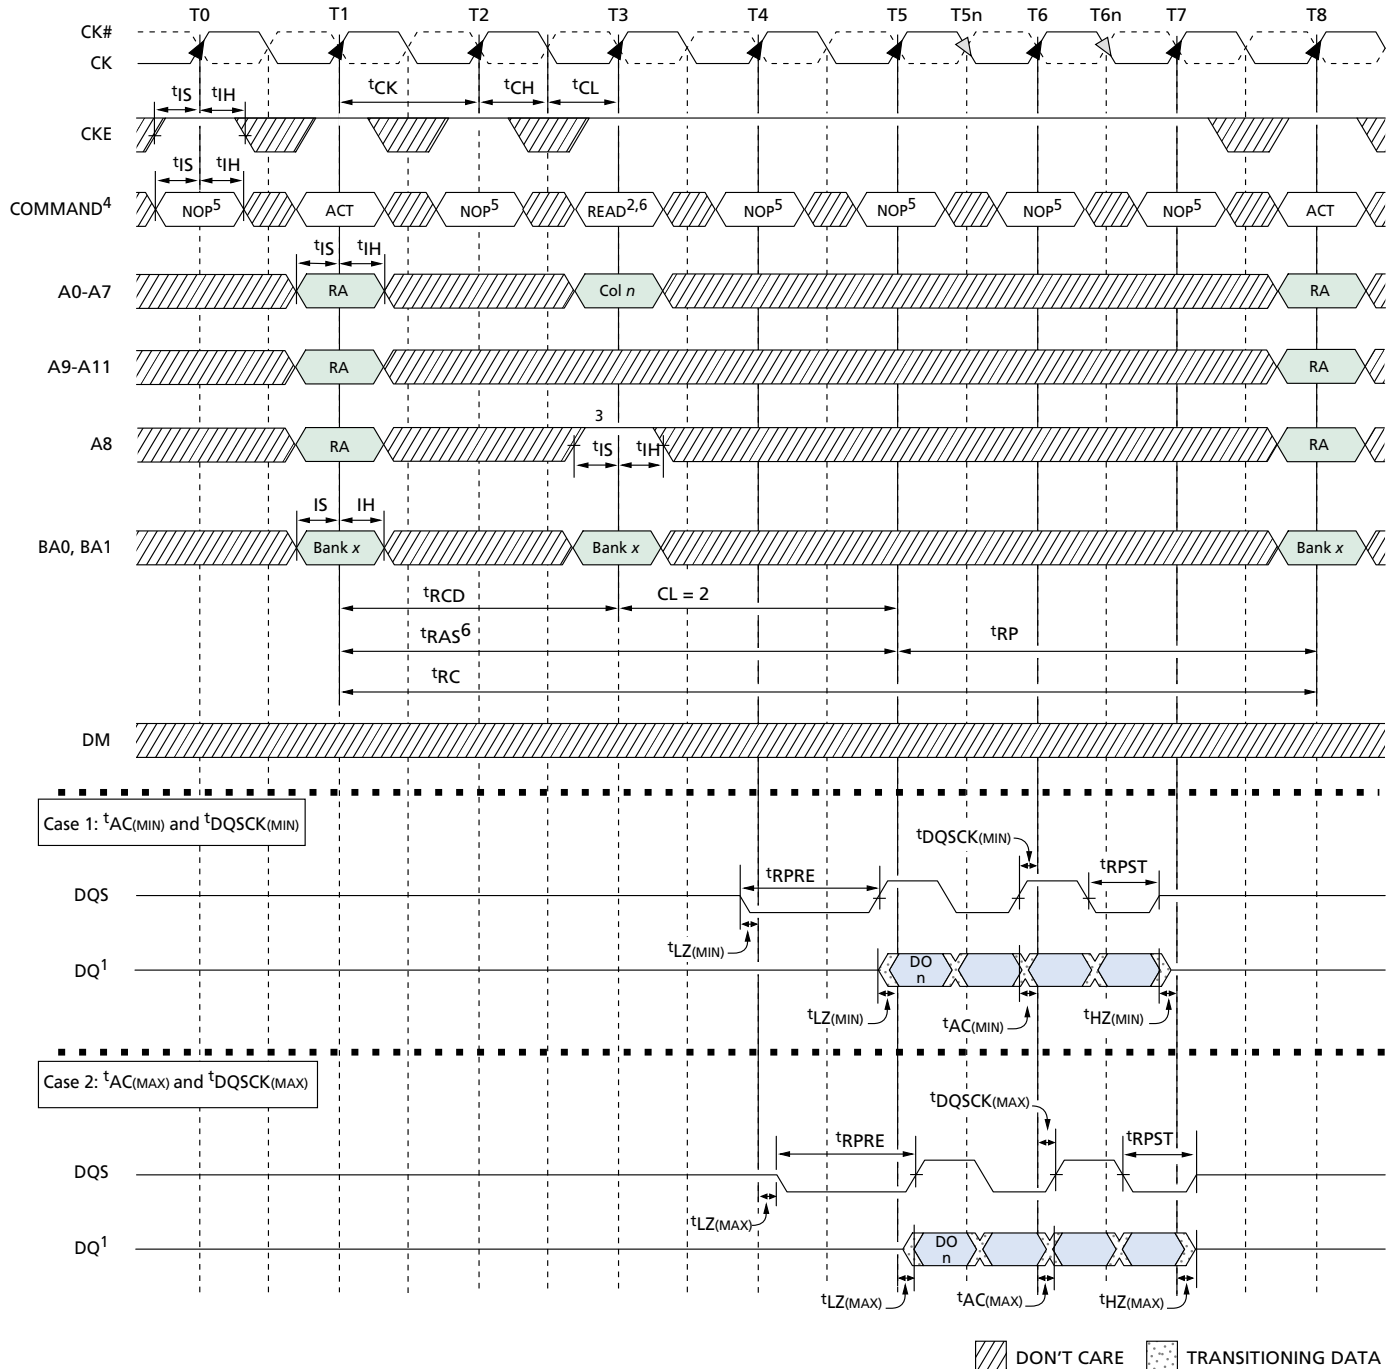 T0 T1 T2 T3 T4 T5 T5n T6 T6n T7 T8
CK#
CK
tCK tCH tCL
tIS tIH
CKE
tIS tIH
COMMAND4 NOP5 ACT NOP5 READ2,6 NOP5 NOP5 NOP5 NOP5 ACT
tIS tIH
A0-A7 RA Col n RA
A9-A11 RA RA
3
A8 RA RA
tIS tIH
IS IH
BA0, BA1 Bank x Bank x Bank x
tRCD CL = 2
tRAS6 tRP
tRC
DM
Case 1: tAC(MIN) and tDQSCK(MIN)
tDQSCK(MIN)
tRPRE tRPST
DQS
tLZ(MIN)
DQ1 DO
n
tLZ(MIN) tAC(MIN) tHZ(MIN)
Case 2: tAC(MAX) and tDQSCK(MAX)
tDQSCK(MAX)
tRPRE tRPST
DQS
tLZ(MAX)
DQ1 DO
n
tLZ(MAX) tAC(MAX) tHZ(MAX)
DON'T CARE TRANSITIONING DATA